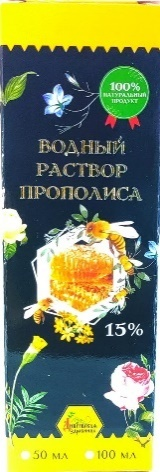 100%
НАТУРАЛЬНЫЙ
ПРОДУКТ
ВОДНЫЙ
РАСТВОР
ПРОПОЛИСА
15%
50 МЛ
100 МЛ